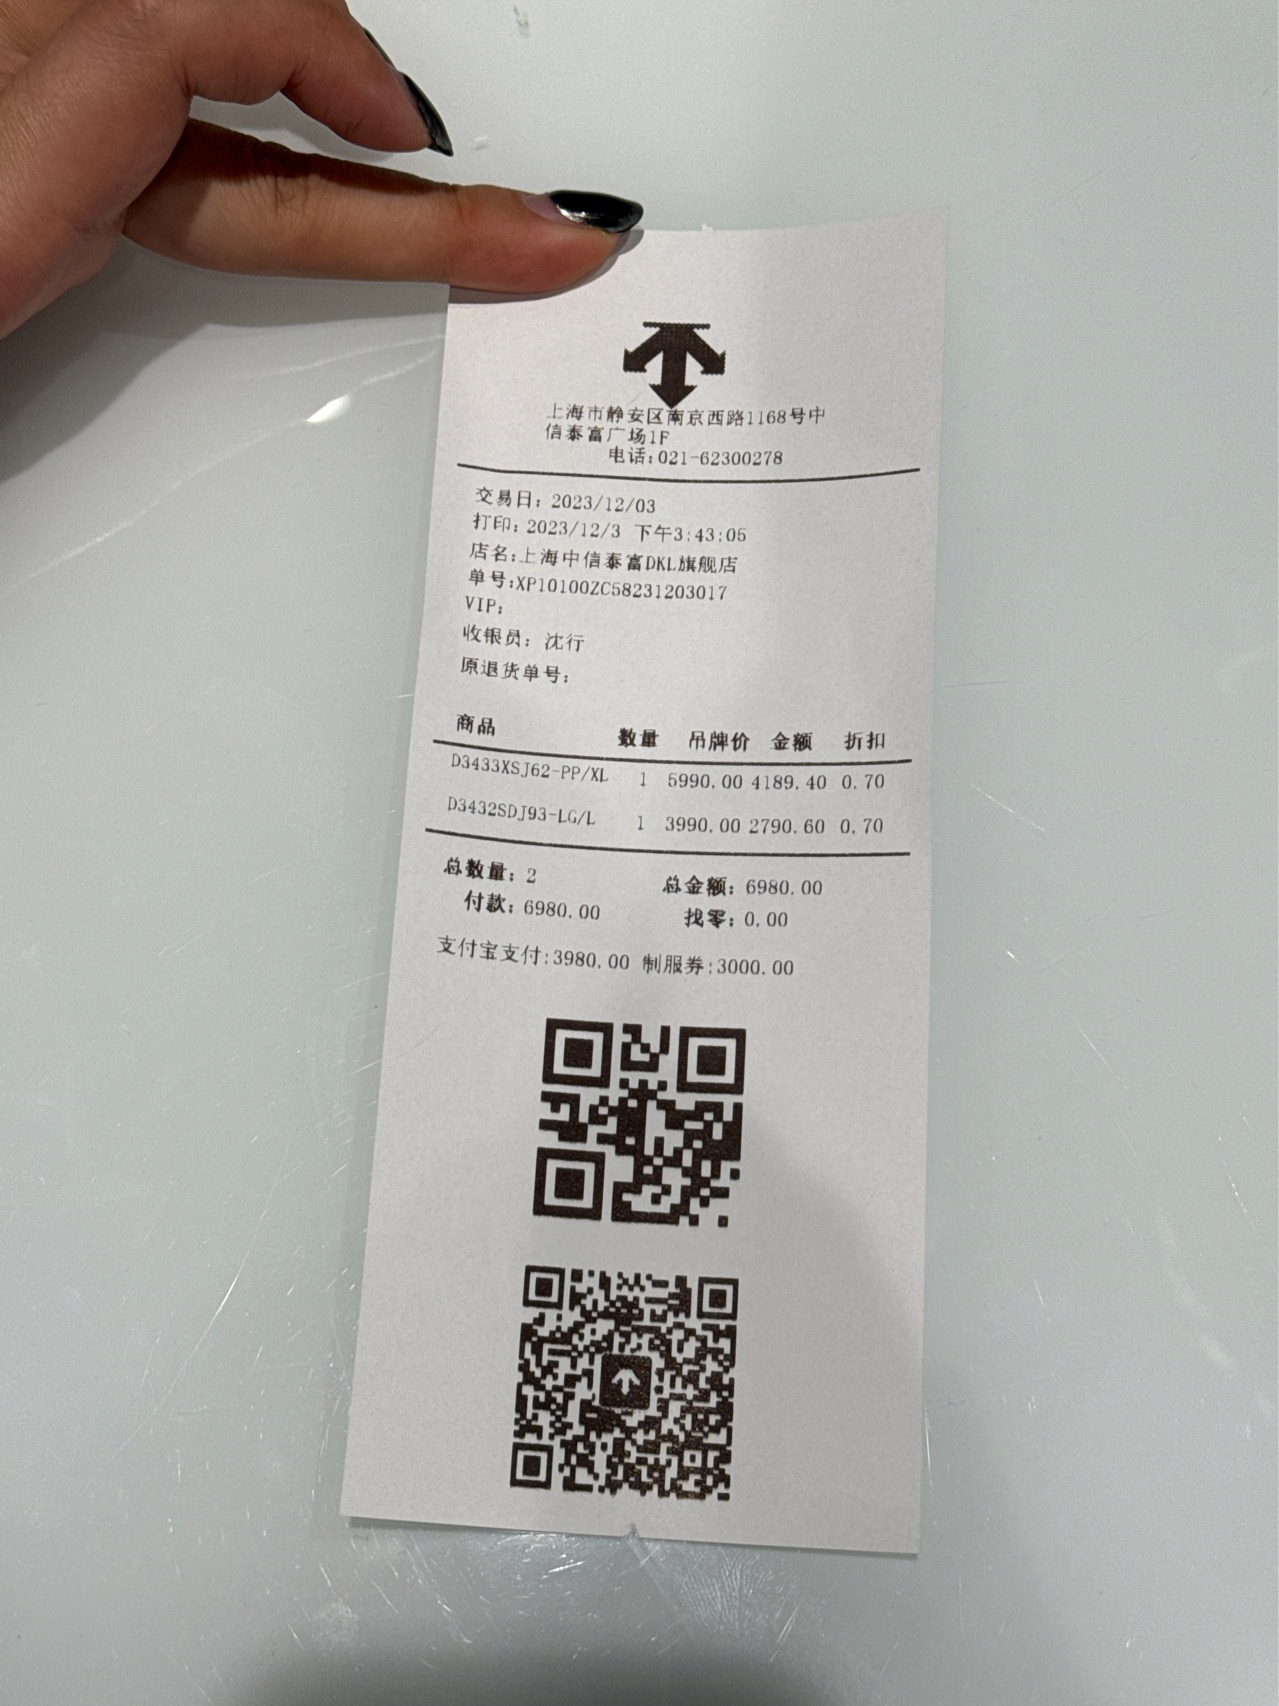 上海市静安区南京西路1168号中
信泰富广场1F
电话:021-62300278
交易日: 2023/12/03
打印: 2023/12/3 下午3:43:05
店名:上海中信泰富DKL旗舰店
单号:XP10100ZC58231203017
VIP:
收银员: 沈行
原退货单号:
商品 数量 吊牌价 金额 折扣
D3433XSJ62-PP/XL 1 5990.00 4189.40 0.70
D3432SDJ93-LG/L 1 3990.00 2790.60 0.70
总数量: 2 总金额: 6980.00
付款: 6980.00 找零: 0.00
支付宝支付:3980.00 制服券:3000.00